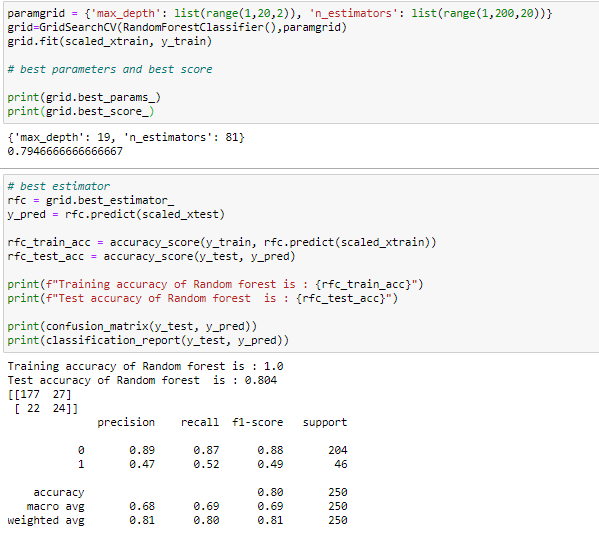 paramgrid = {'max_depth': list(range(1,20,2)), 'n_estimators': list(range(1,200,20))}
grid=GridSearchCV(RandomForestClassifier(),paramgrid)
grid.fit(scaled_xtrain, y_train)

# best parameters and best score

print(grid.best_params_)
print(grid.best_score_)

{'max_depth': 19, 'n_estimators': 81}
0.7946666666666667

# best estimator
rfc = grid.best_estimator_
y_pred = rfc.predict(scaled_xtest)

rfc_train_acc = accuracy_score(y_train, rfc.predict(scaled_xtrain))
rfc_test_acc = accuracy_score(y_test, y_pred)

print(f"Training accuracy of Random forest is : {rfc_train_acc}")
print(f"Test accuracy of Random forest  is : {rfc_test_acc}")

print(confusion_matrix(y_test, y_pred))
print(classification_report(y_test, y_pred))

Training accuracy of Random forest is : 1.0
Test accuracy of Random forest  is : 0.804
[[177  27]
 [ 22  24]]
              precision    recall  f1-score   support

           0       0.89      0.87      0.88       204
           1       0.47      0.52      0.49        46

    accuracy                           0.80       250
   macro avg       0.68      0.69      0.69       250
weighted avg       0.81      0.80      0.81       250